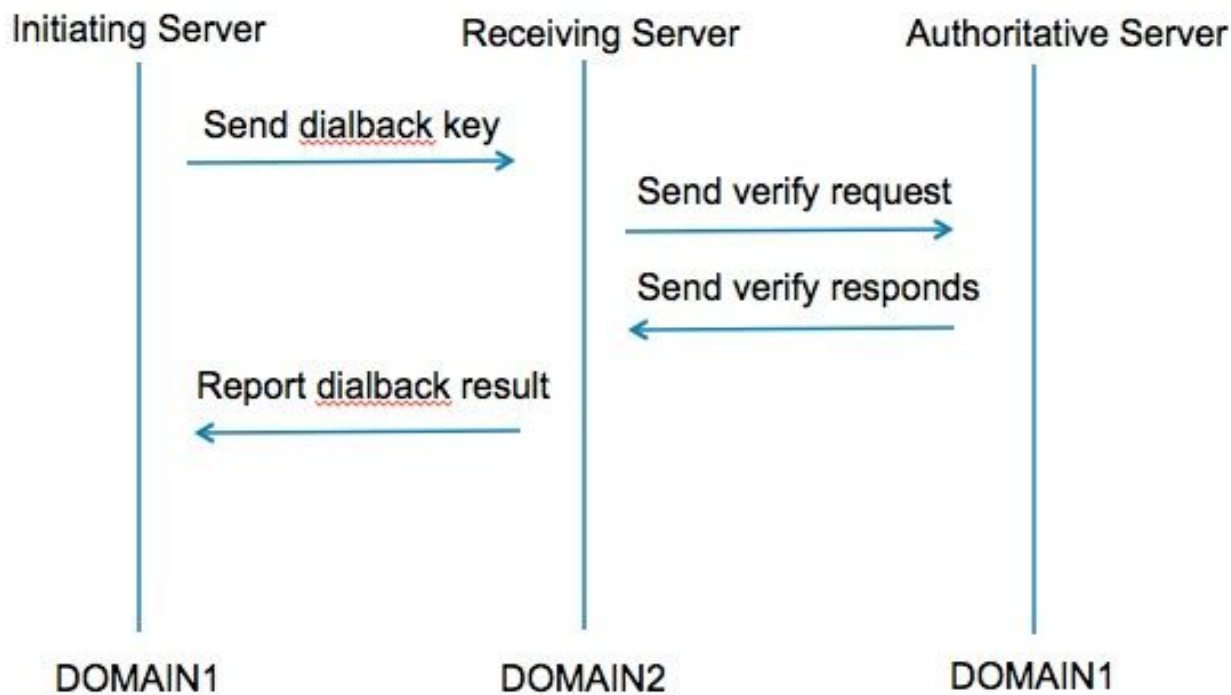 Initiating Server
Receiving Server
Authoritative Server
Send dialback key
Send verify request
Send verify responds
Report dialback result
DOMAIN1
DOMAIN2
DOMAIN1